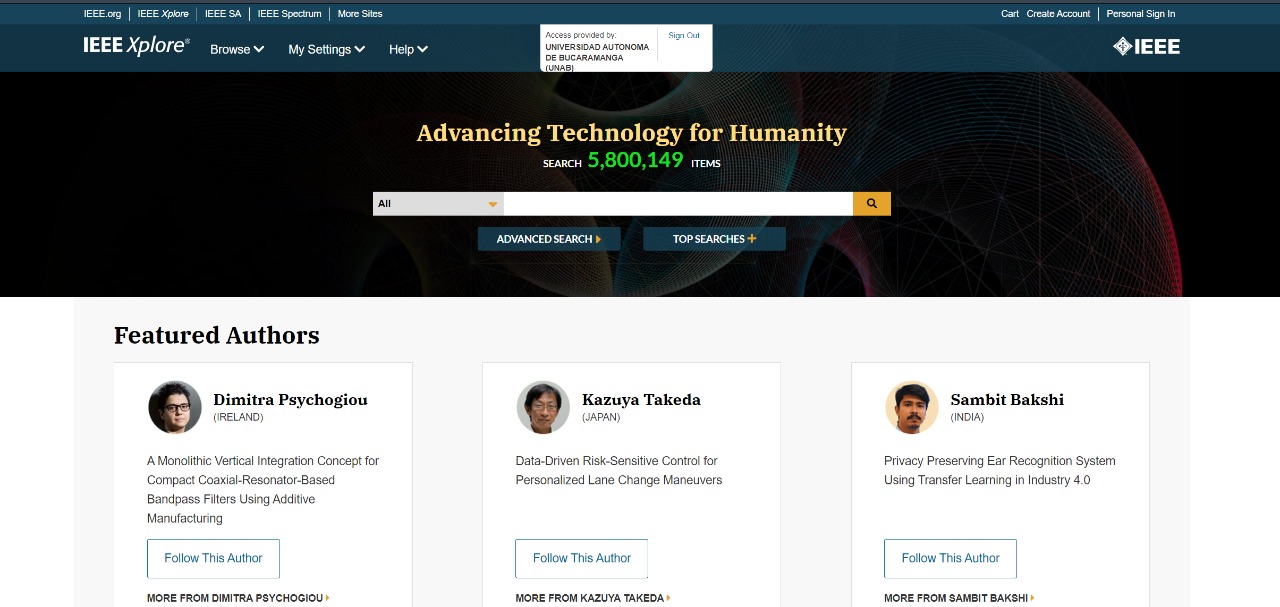 IEEE.org IEEE Xplore IEEE SA IEEE Spectrum More Sites Cart Create Account Personal Sign In
IEEE Xplore® Browse My Settings Help
Access provided by:
UNIVERSIDAD AUTONOMA
DE BUCARAMANGA
(UNAB)
Sign Out
IEEE
Advancing Technology for Humanity
SEARCH 5,800,149 ITEMS
All
ADVANCED SEARCH TOP SEARCHES
Featured Authors
Dimitra Psychogiou
(IRELAND)
A Monolithic Vertical Integration Concept for
Compact Coaxial-Resonator-Based
Bandpass Filters Using Additive
Manufacturing
Follow This Author
MORE FROM DIMITRA PSYCHOGIOU
Kazuya Takeda
(JAPAN)
Data-Driven Risk-Sensitive Control for
Personalized Lane Change Maneuvers
Follow This Author
MORE FROM KAZUYA TAKEDA
Sambit Bakshi
(INDIA)
Privacy Preserving Ear Recognition System
Using Transfer Learning in Industry 4.0
Follow This Author
MORE FROM SAMBIT BAKSHI